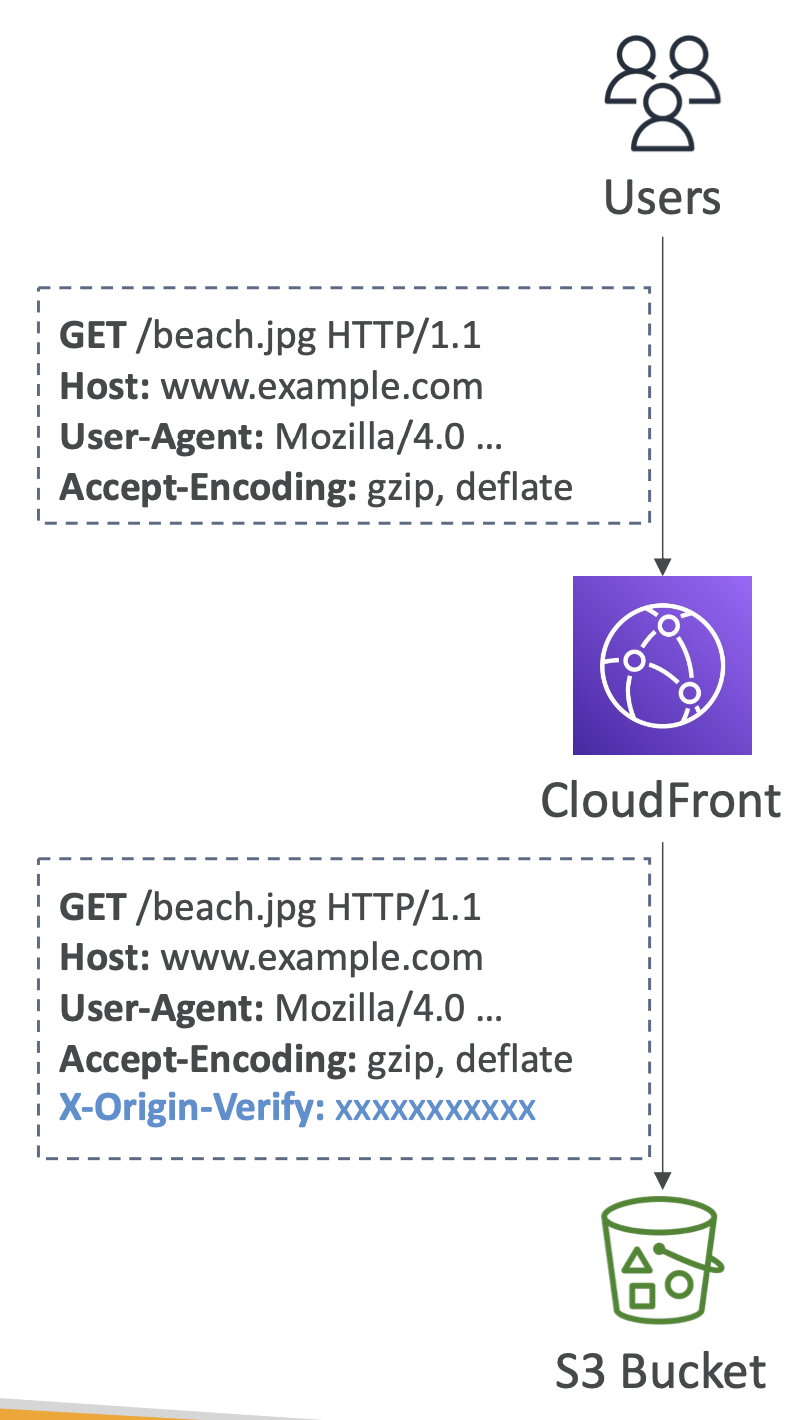 Users
GET /beach.jpg HTTP/1.1
Host: www.example.com
User-Agent: Mozilla/4.0 ...
Accept-Encoding: gzip, deflate
CloudFront
GET /beach.jpg HTTP/1.1
Host: www.example.com
User-Agent: Mozilla/4.0 ...
Accept-Encoding: gzip, deflate
X-Origin-Verify: xxxxxxxxxxx
S3 Bucket